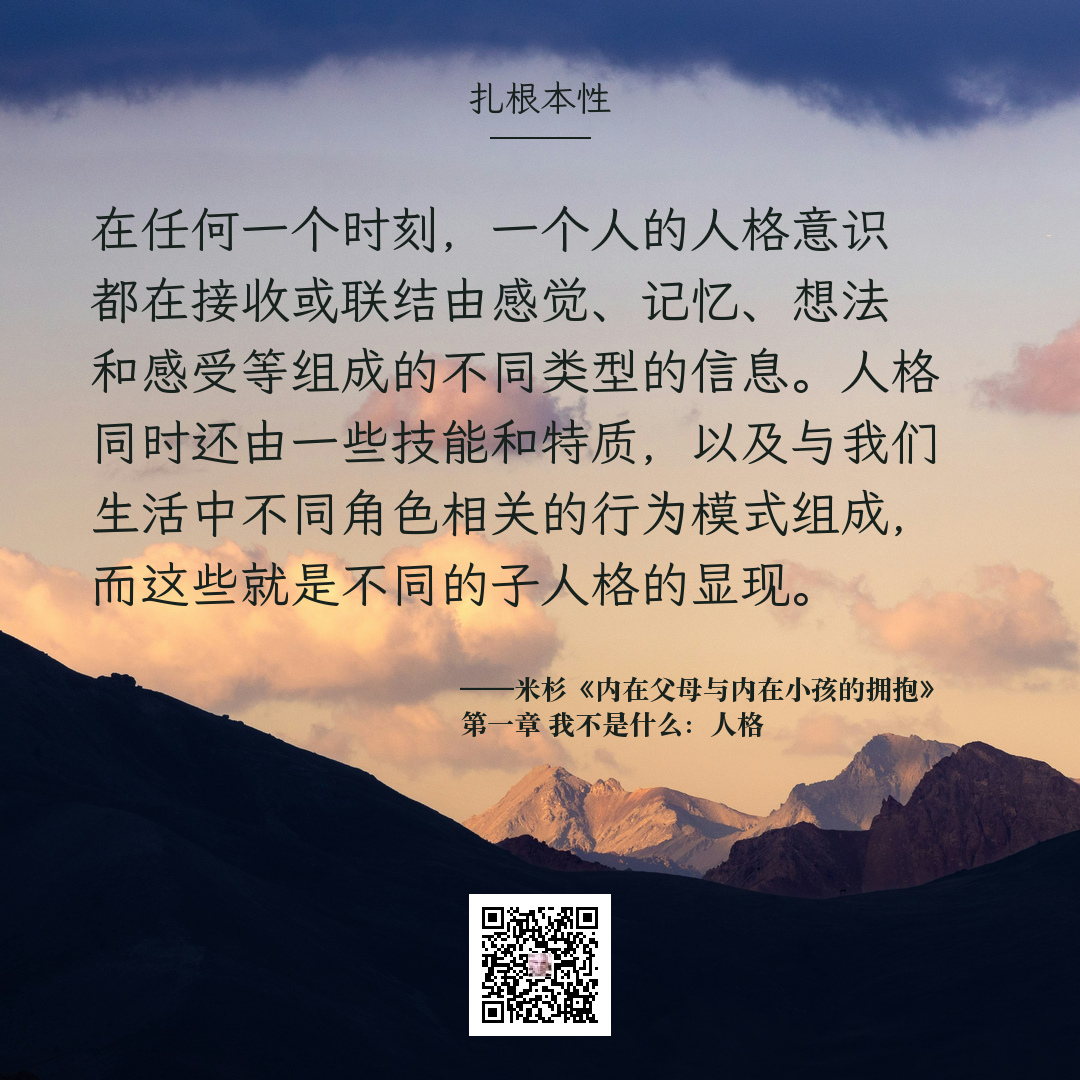 扎根本性
在任何一个时刻，一个人的人格意识
都在接收或联结由感觉、记忆、想法
和感受等组成的不同类型的信息。人格
同时还由一些技能和特质，以及与我们
生活中不同角色相关的行为模式组成，
而这些就是不同的子人格的显现。
——米杉《内在父母与内在小孩的拥抱》
第一章 我不是什么：人格